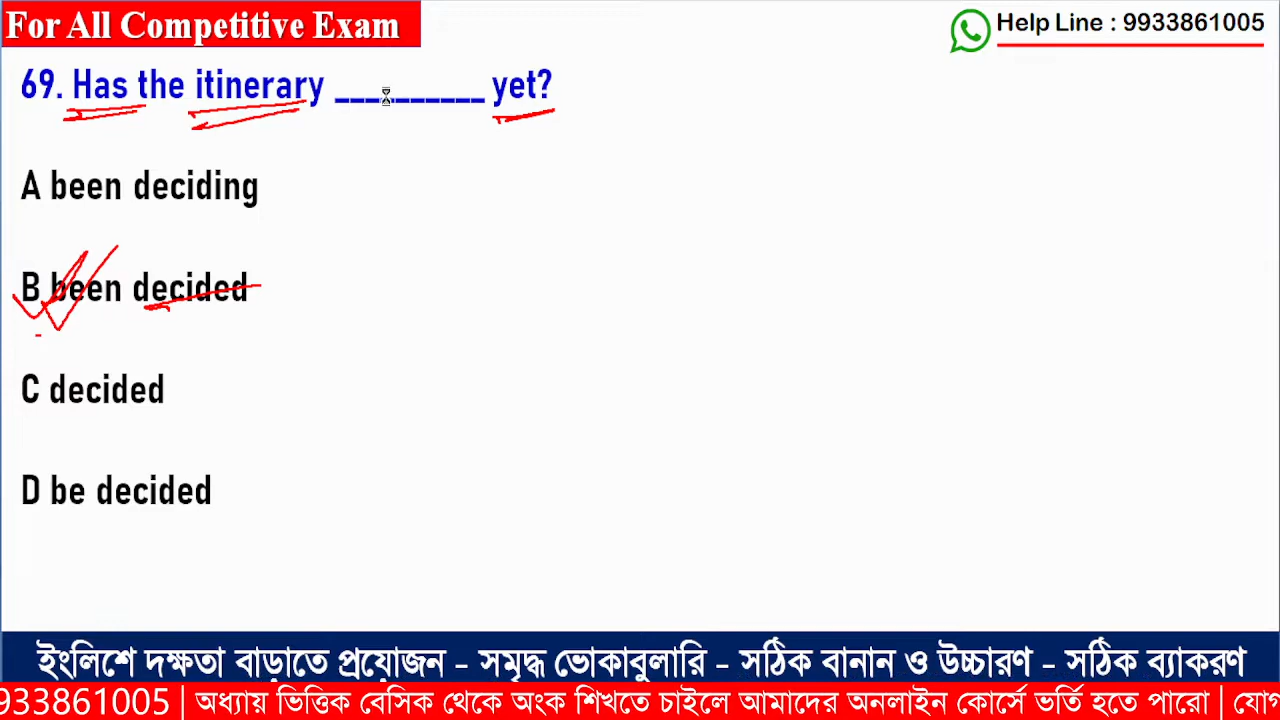 For All Competitive Exam
Help Line : 9933861005
69. Has the itinerary __________ yet?
A been deciding
B been decided
C decided
D be decided
ইংলিশে দক্ষতা বাড়াতে প্রয়োজন - সমৃদ্ধ ভোকাবুলারি - সঠিক বানান ও উচ্চারণ - সঠিক ব্যাকরণ
9933861005 | অধ্যায় ভিত্তিক বেসিক থেকে অংক শিখতে চাইলে আমাদের অনলাইন কোর্সে ভর্তি হতে পারো |